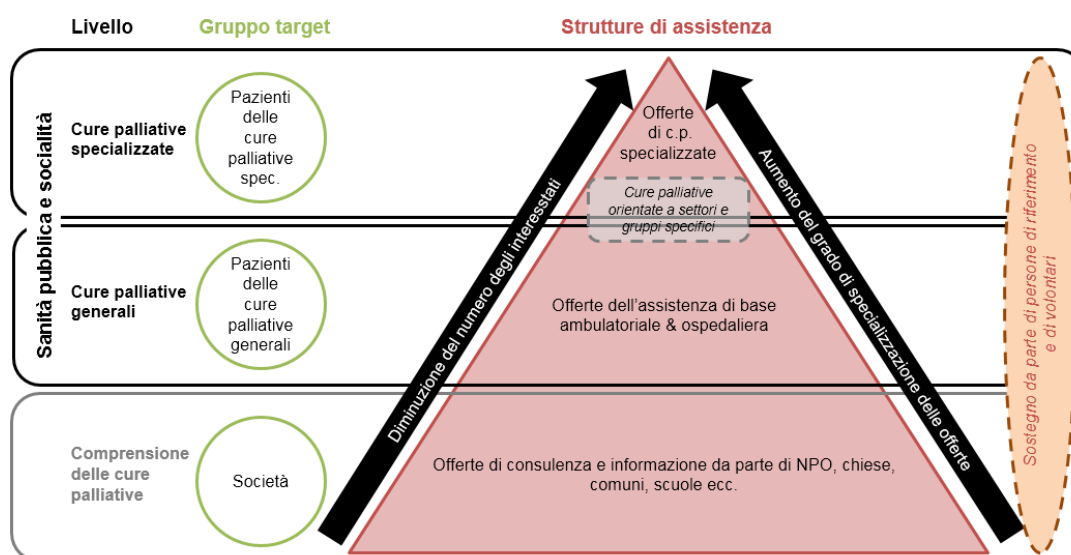 Livello
Gruppo target
Strutture di assistenza
Sanità pubblica e socialità
Cure palliative
specializzate
Pazienti
delle
cure
palliative
spec.
Offerte
di c.p.
specializzate
Cure palliative
orientate a settori e
gruppi specifici
Cure palliative
generali
Pazienti
delle
cure
palliative
generali
Offerte dell'assistenza di base
ambulatoriale & ospedaliera
Comprensione
delle cure
palliative
Società
Offerte di consulenza e informazione da parte di NPO, chiese,
comuni, scuole ecc.
Diminuzione del numero degli interesstati
Aumento del grado di specializzazione delle offerte
Sostegno da parte di persone di riferimento
e di volontari